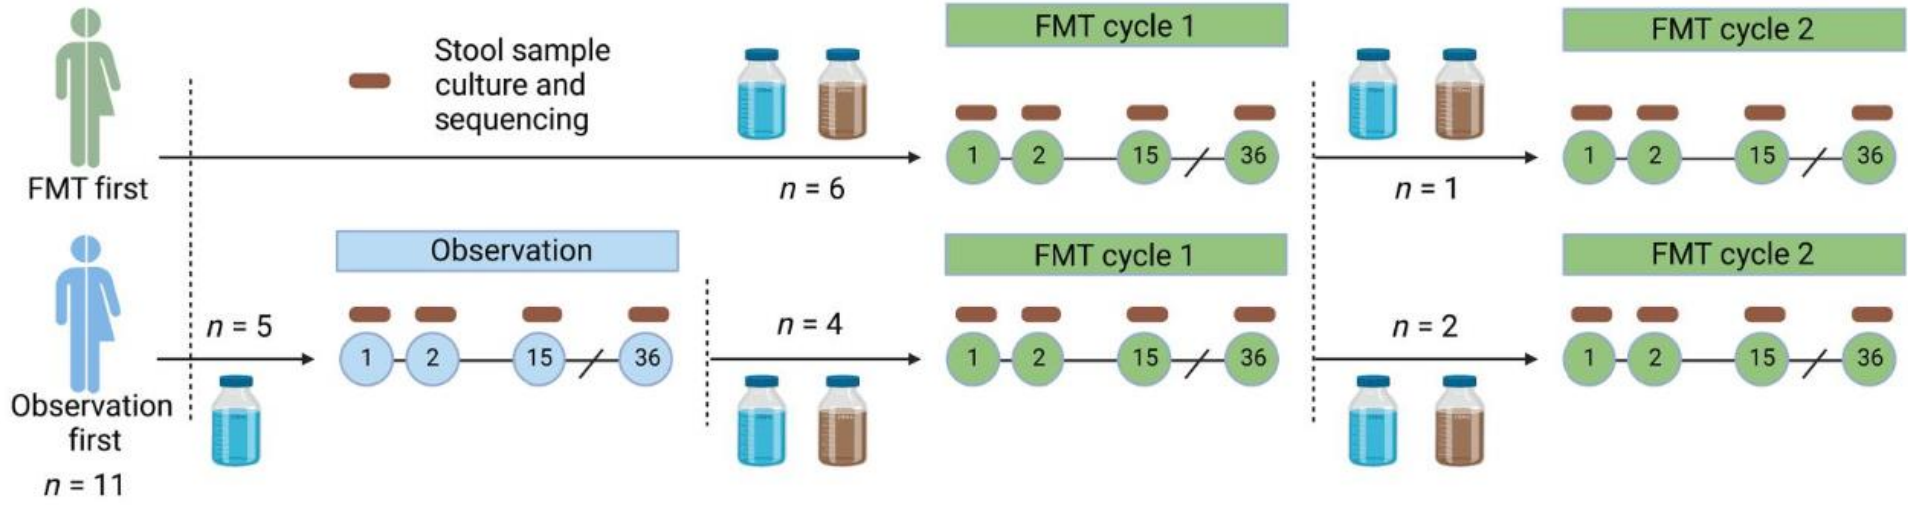 FMT first
Stool sample
culture and
sequencing
n = 6
FMT cycle 1
1 2 15 36
n = 1
FMT cycle 2
1 2 15 36
Observation
first
n = 11
n = 5
Observation
1 2 15 36
n = 4
FMT cycle 1
1 2 15 36
n = 2
FMT cycle 2
1 2 15 36